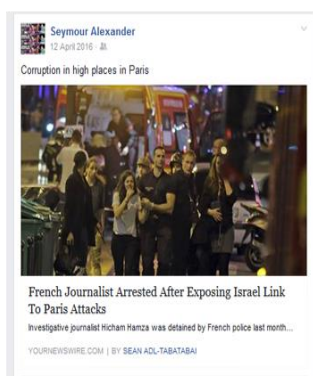 Seymour Alexander
12 April 2016 ·
Corruption in high places in Paris
French Journalist Arrested After Exposing Israel Link
To Paris Attacks
Investigative journalist Hicham Hamza was detained by French police last month...
YOURNEWSWIRE.COM | BY SEAN ADL-TABATABAI